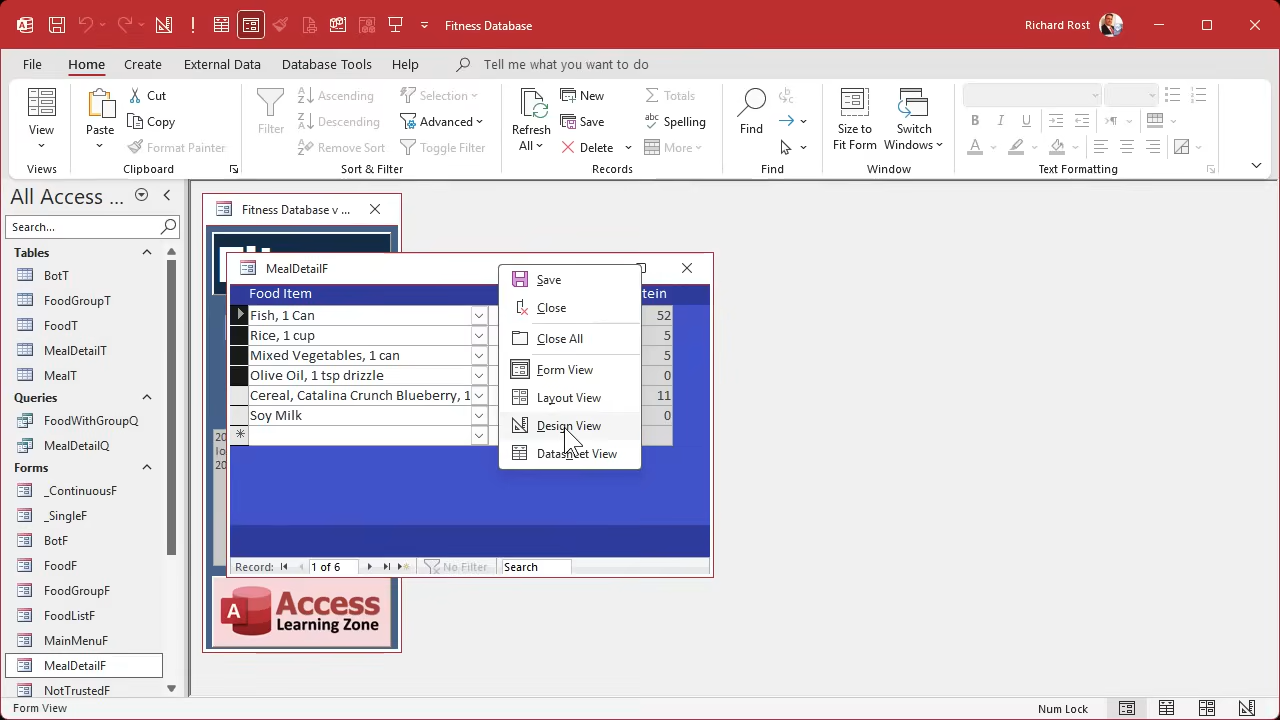 Fitness Database
Richard Rost
File
Home
Create
External Data
Database Tools
Help
Tell me what you want to do
View
Views
Paste
Cut
Copy
Format Painter
Clipboard
Filter
Ascending
Descending
Remove Sort
Selection
Advanced
Toggle Filter
Sort & Filter
Refresh
All
New
Save
Delete
Totals
Spelling
More
Records
Find
Find
Size to
Fit Form
Switch
Windows
Window
B I U
A
Text Formatting
All Access ...
Search...
Tables
BotT
FoodGroupT
FoodT
MealDetailT
MealT
Queries
FoodWithGroupQ
MealDetailQ
Forms
_ContinuousF
_SingleF
BotF
FoodF
FoodGroupF
FoodListF
MainMenuF
MealDetailF
NotTrustedF
Fitness Database v ...
MealDetailF
Food Item
tein
Fish, 1 Can
52
Rice, 1 cup
5
Mixed Vegetables, 1 can
5
Olive Oil, 1 tsp drizzle
0
Cereal, Catalina Crunch Blueberry, 1
11
Soy Milk
0
Record:
1 of 6
No Filter
Search
Save
Close
Close All
Form View
Layout View
Design View
Datasheet View
20
lo
20
A
Access
Learning Zone
Form View
Num Lock